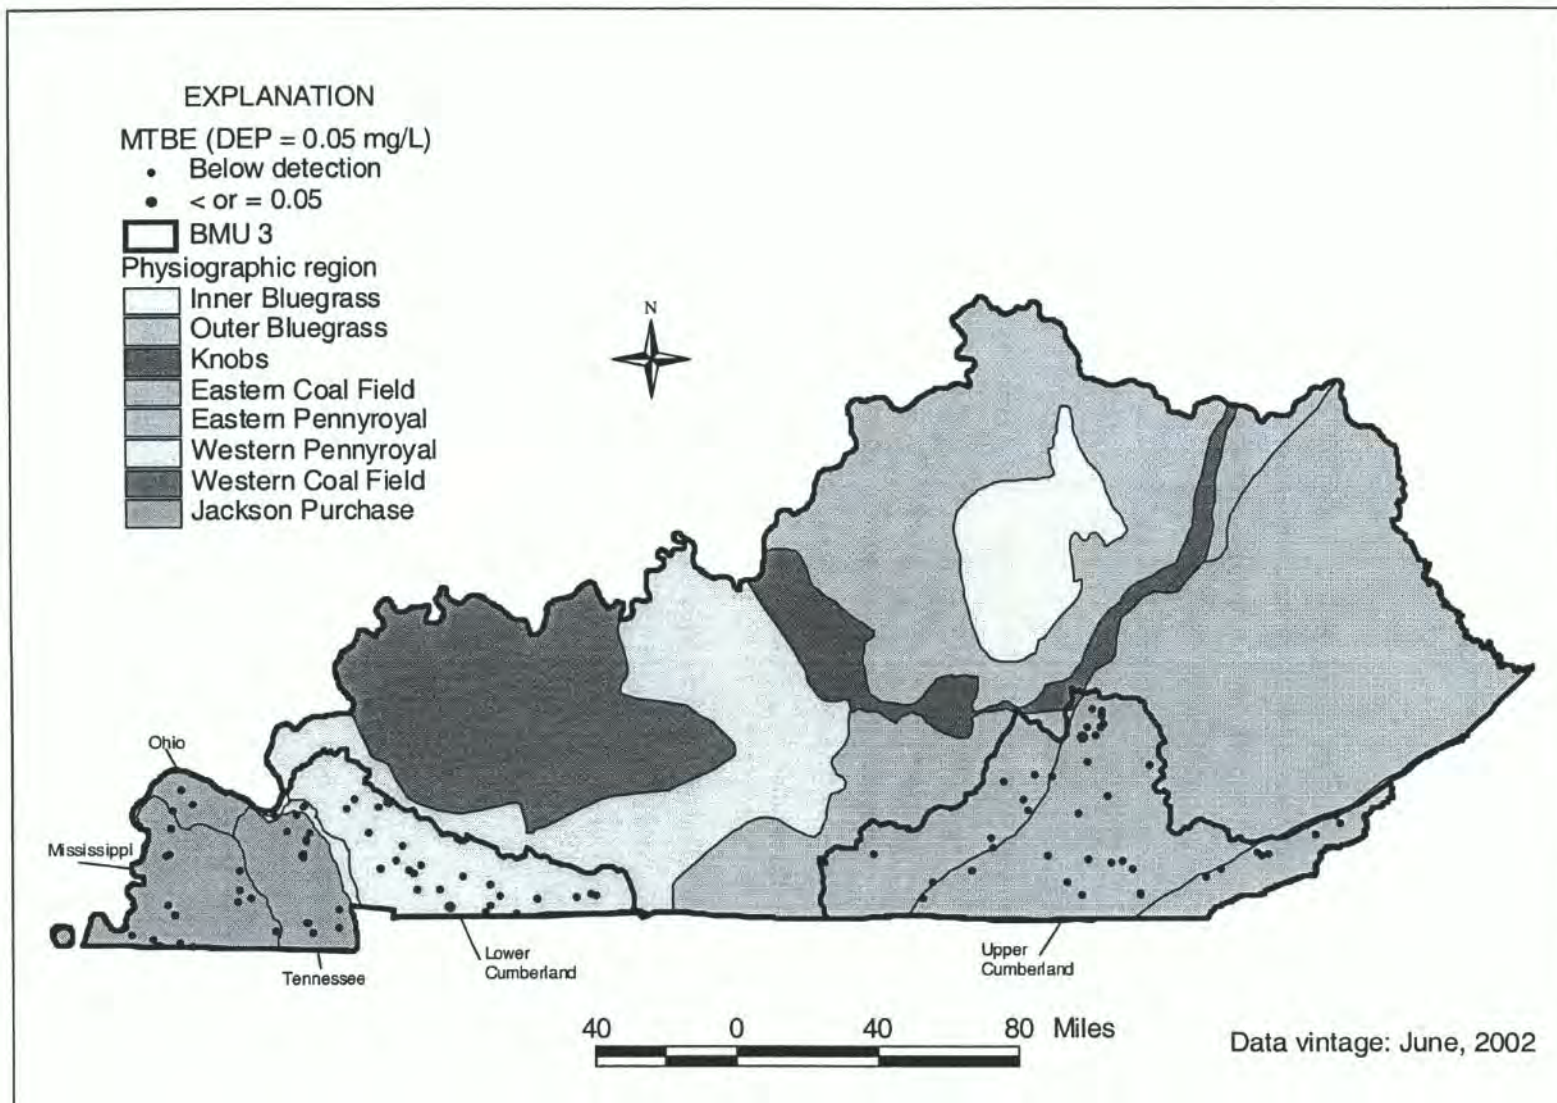 EXPLANATION
MTBE (DEP = 0.05 mg/L)
Below detection
< or = 0.05
BMU 3
Physiographic region
Inner Bluegrass
Outer Bluegrass
Knobs
Eastern Coal Field
Eastern Pennyroyal
Western Pennyroyal
Western Coal Field
Jackson Purchase
N
Ohio
Mississippi
Tennessee
Lower
Cumberland
Upper
Cumberland
40 0 40 80 Miles
Data vintage: June, 2002